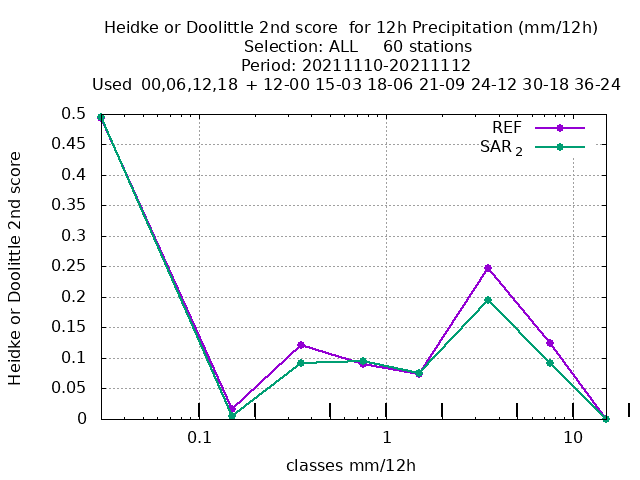 Heidke or Doolittle 2nd score  for 12h Precipitation (mm/12h)
Selection: ALL     60 stations
Period: 20211110-20211112
Used  00,06,12,18  + 12-00 15-03 18-06 21-09 24-12 30-18 36-24
REF
SAR 2
0.5
0.45
0.4
0.35
0.3
0.25
0.2
0.15
0.1
0.05
0
Heidke or Doolittle 2nd score
0.1
1
10
classes mm/12h